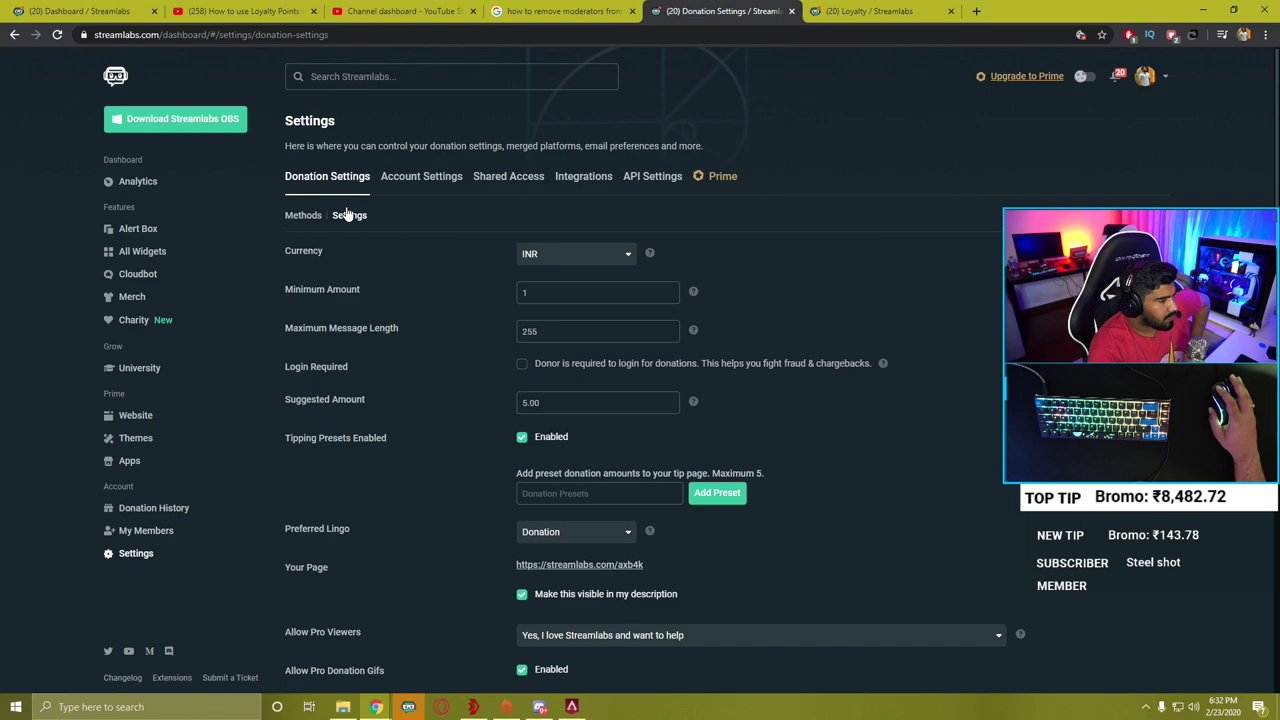 (20) Dashboard / Streamlabs
(258) How to use Loyalty Points -
Channel dashboard - YouTube St
how to remove moderators from
(20) Donation Settings / Streamla
(20) Loyalty / Streamlabs
streamlabs.com/dashboard/#/settings/donation-settings
Search Streamlabs...
Upgrade to Prime
20
Download Streamlabs OBS
Dashboard
Analytics
Features
Alert Box
All Widgets
Cloudbot
Merch
Charity New
Grow
University
Prime
Website
Themes
Apps
Account
Donation History
My Members
Settings
Changelog Extensions Submit a Ticket
Settings
Here is where you can control your donation settings, merged platforms, email preferences and more.
Donation Settings Account Settings Shared Access Integrations API Settings Prime
Methods | Settings
Currency INR
Minimum Amount 1
Maximum Message Length 255
Login Required Donor is required to login for donations. This helps you fight fraud & chargebacks.
Suggested Amount 5.00
Tipping Presets Enabled Enabled
Add preset donation amounts to your tip page. Maximum 5.
Donation Presets Add Preset
Preferred Lingo Donation
Your Page https://streamlabs.com/axb4k
Make this visible in my description
Allow Pro Viewers Yes, I love Streamlabs and want to help
Allow Pro Donation Gifs Enabled
TOP TIP Bromo: ₹8,482.72
NEW TIP Bromo: ₹143.78
SUBSCRIBER Steel shot
MEMBER
Type here to search
6:32 PM
2/23/2020